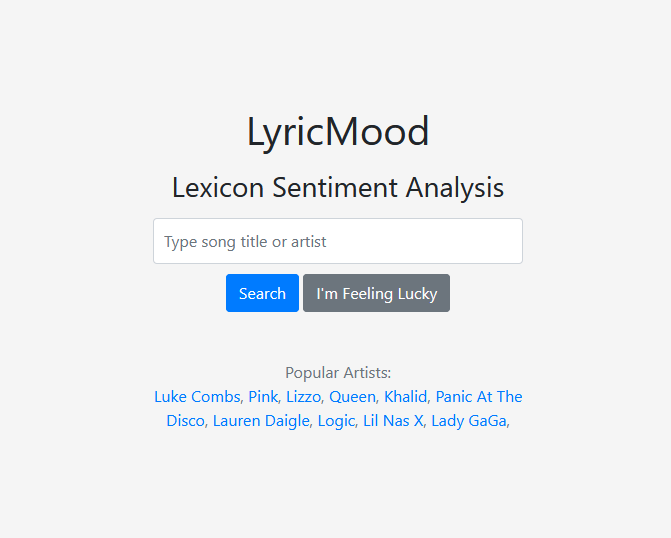 LyricMood
Lexicon Sentiment Analysis
Type song title or artist
Search I'm Feeling Lucky
Popular Artists:
Luke Combs, Pink, Lizzo, Queen, Khalid, Panic At The
Disco, Lauren Daigle, Logic, Lil Nas X, Lady GaGa,